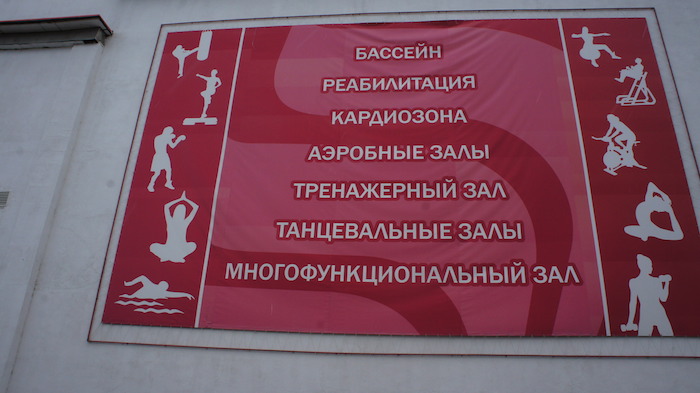 БАССЕЙН
РЕАБИЛИТАЦИЯ
КАРДИОЗОНА
АЭРОБНЫЕ ЗАЛЫ
ТРЕНАЖЕРНЫЙ ЗАЛ
ТАНЦЕВАЛЬНЫЕ ЗАЛЫ
МНОГОФУНКЦИОНАЛЬНЫЙ ЗАЛ